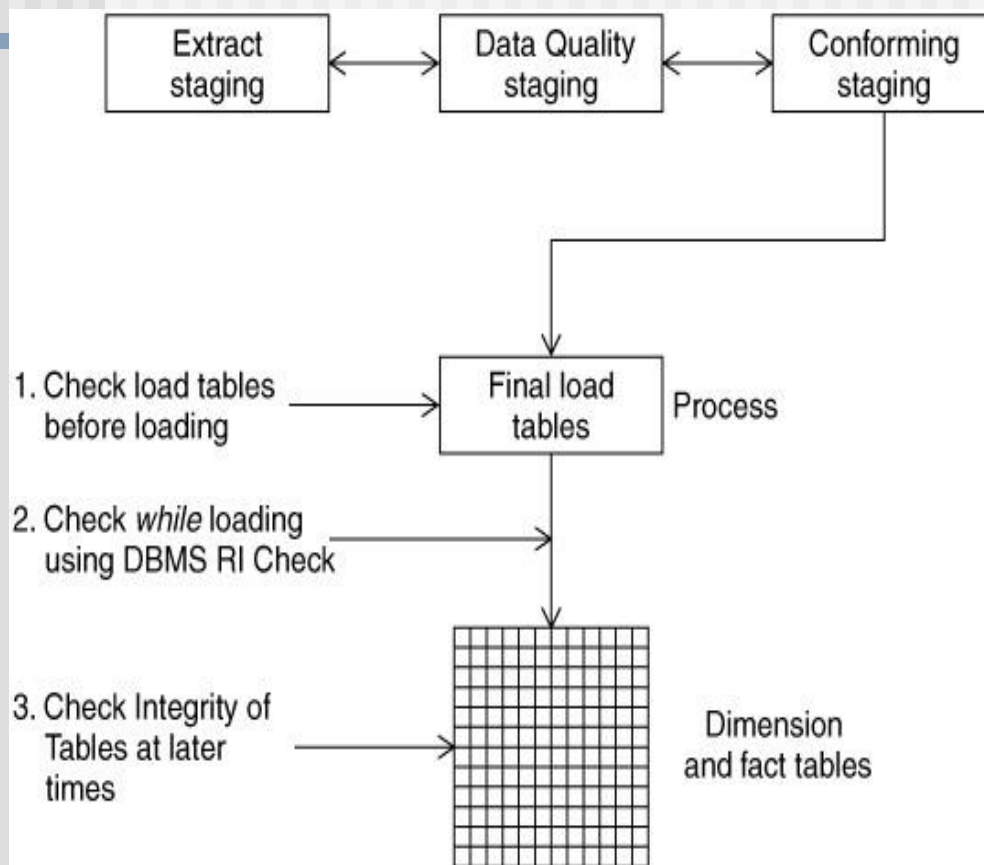 Extract
staging
Data Quality
staging
Conforming
staging
1. Check load tables
before loading
Final load
tables
Process
2. Check while loading
using DBMS RI Check
3. Check Integrity of
Tables at later
times
Dimension
and fact tables